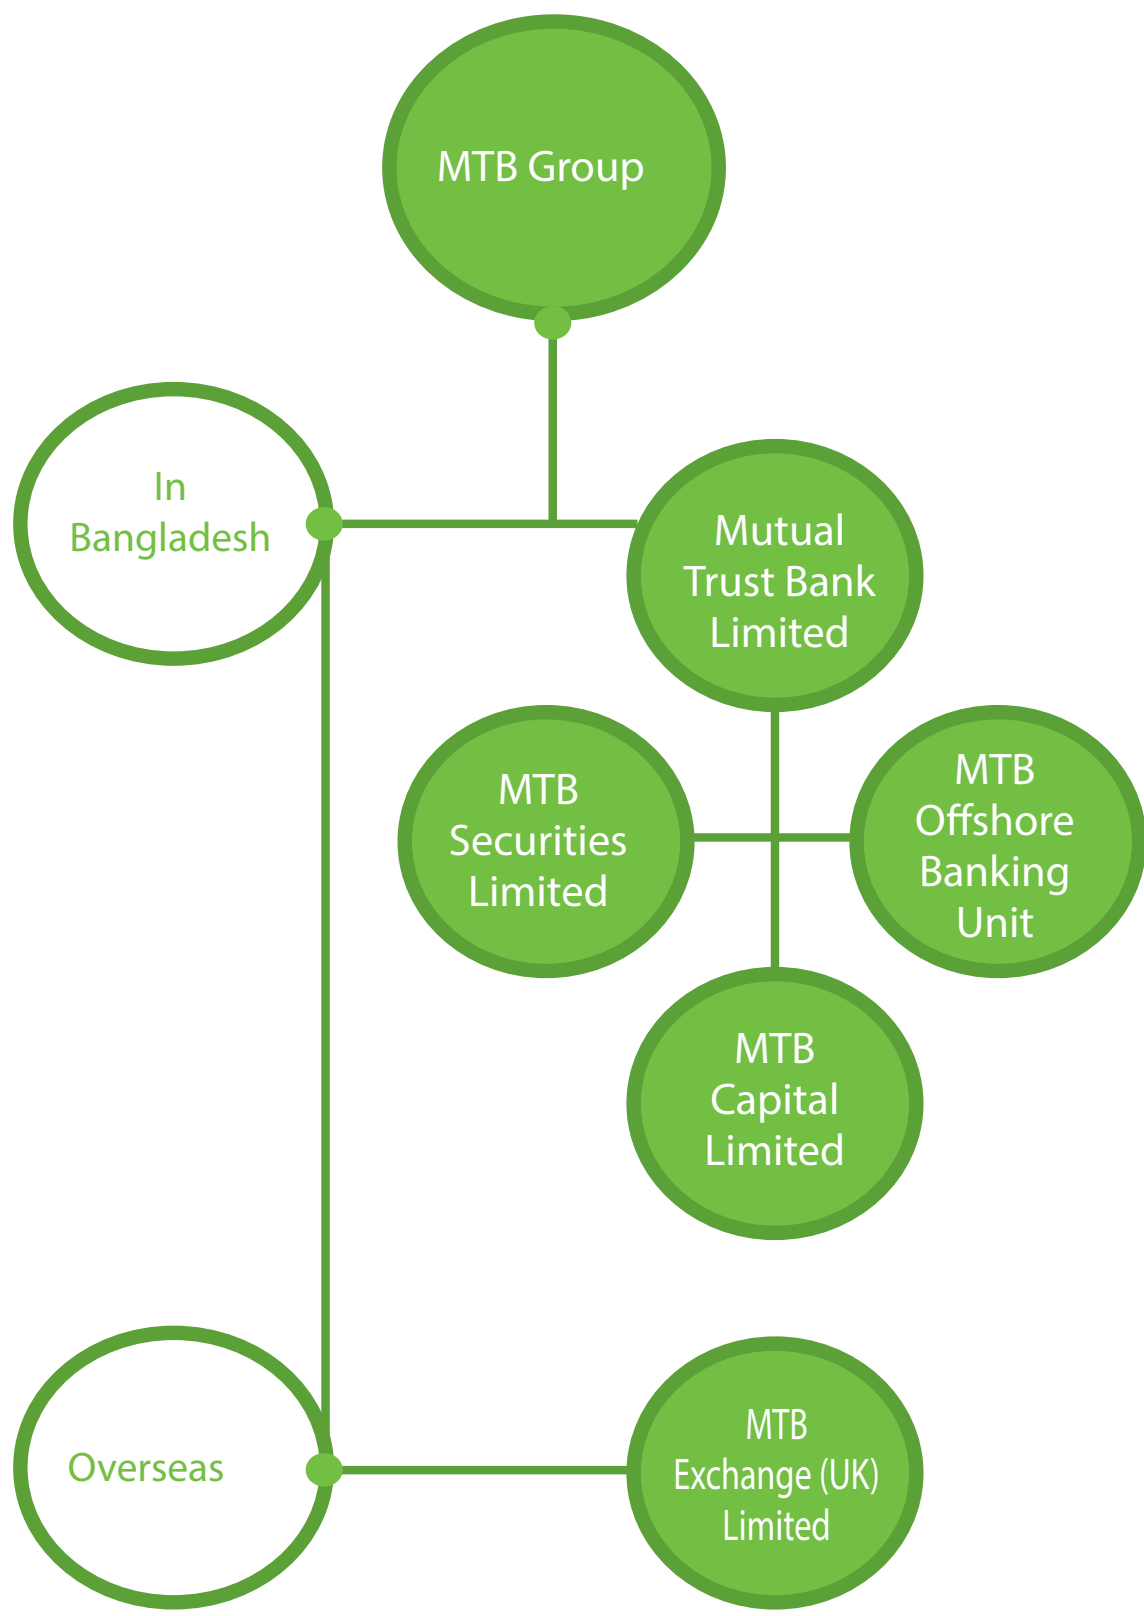 MTB Group
In
Bangladesh
Mutual
Trust Bank
Limited
MTB
Securities
Limited
MTB
Offshore
Banking
Unit
MTB
Capital
Limited
Overseas
MTB
Exchange (UK)
Limited